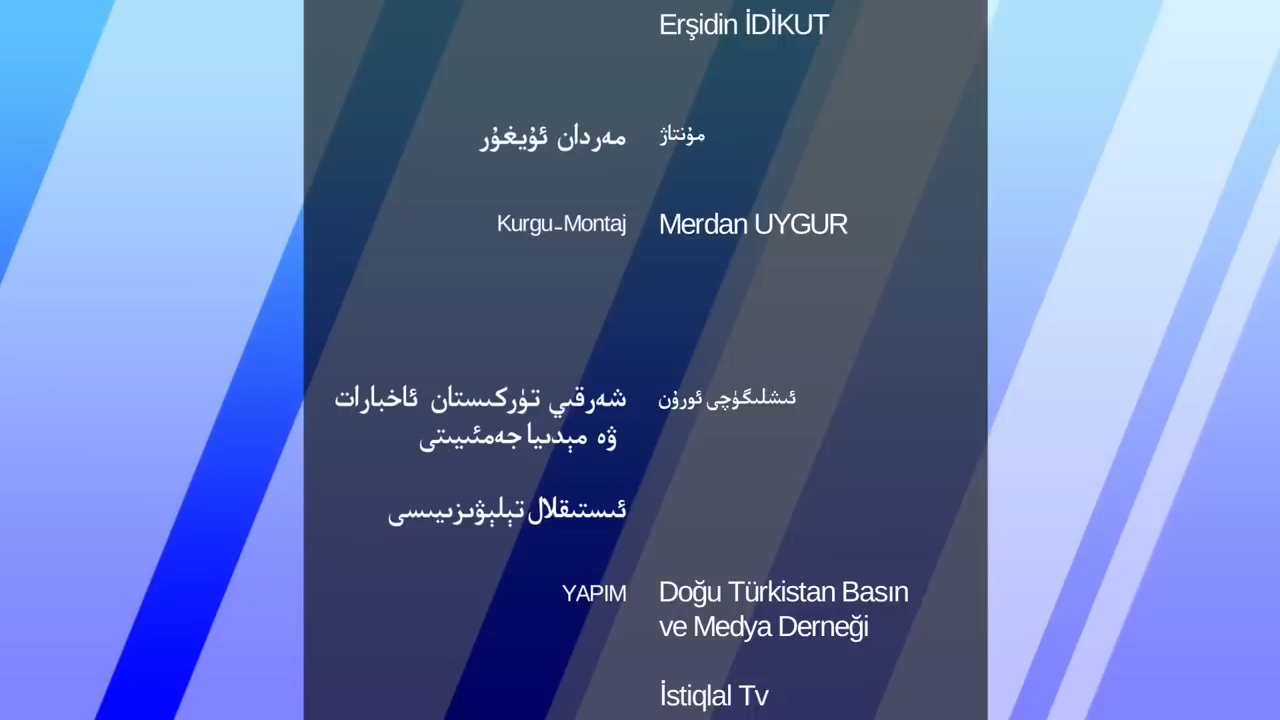 Erşidin İDİKUT
مۇنتاژ
مەردان ئۇيغۇر
Kurgu-Montaj
Merdan UYGUR
ئىشلىگۈچى ئورۇن
شەرقىي تۈركىستان ئاخبارات
ۋە مېدىيا جەمئىيىتى
ئىستىقلال تېلېۋىزىيىسى
YAPIM
Doğu Türkistan Basın
ve Medya Derneği
İstiqlal Tv